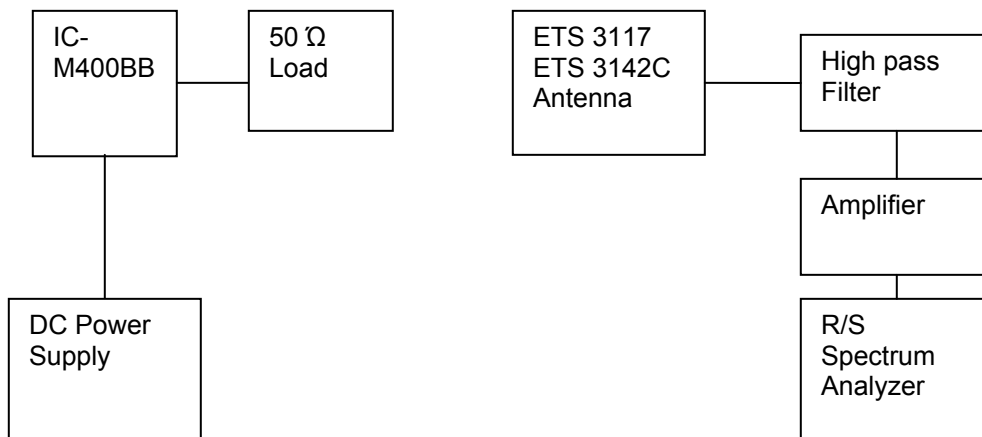 IC-
M400BB
50 Ώ
Load
ETS 3117
ETS 3142C
Antenna
High pass
Filter
Amplifier
DC Power
Supply
R/S
Spectrum
Analyzer